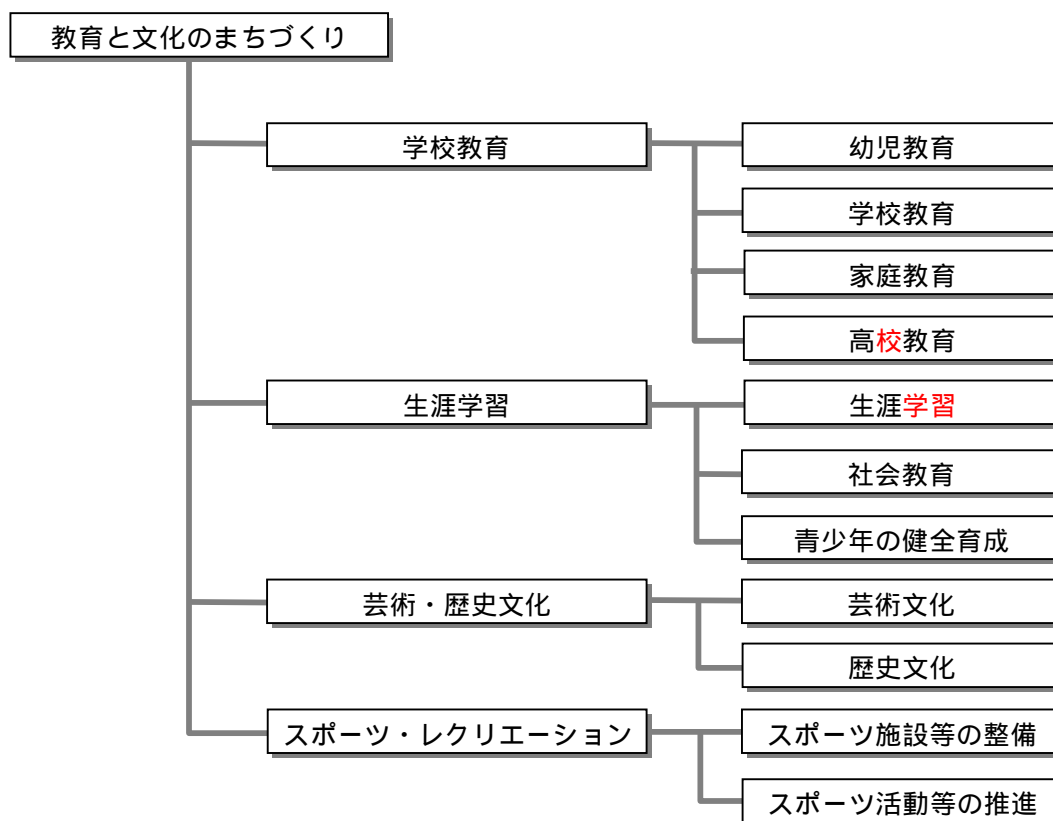 教育と文化のまちづくり
学校教育
幼児教育
学校教育
家庭教育
高校教育
生涯学習
生涯学習
社会教育
青少年の健全育成
芸術・歴史文化
芸術文化
歴史文化
スポーツ・レクリエーション
スポーツ施設等の整備
スポーツ活動等の推進